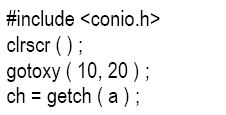 #include <conio.h>
clrscr ( ) ;
gotoxy ( 10, 20 ) ;
ch = getch ( a ) ;